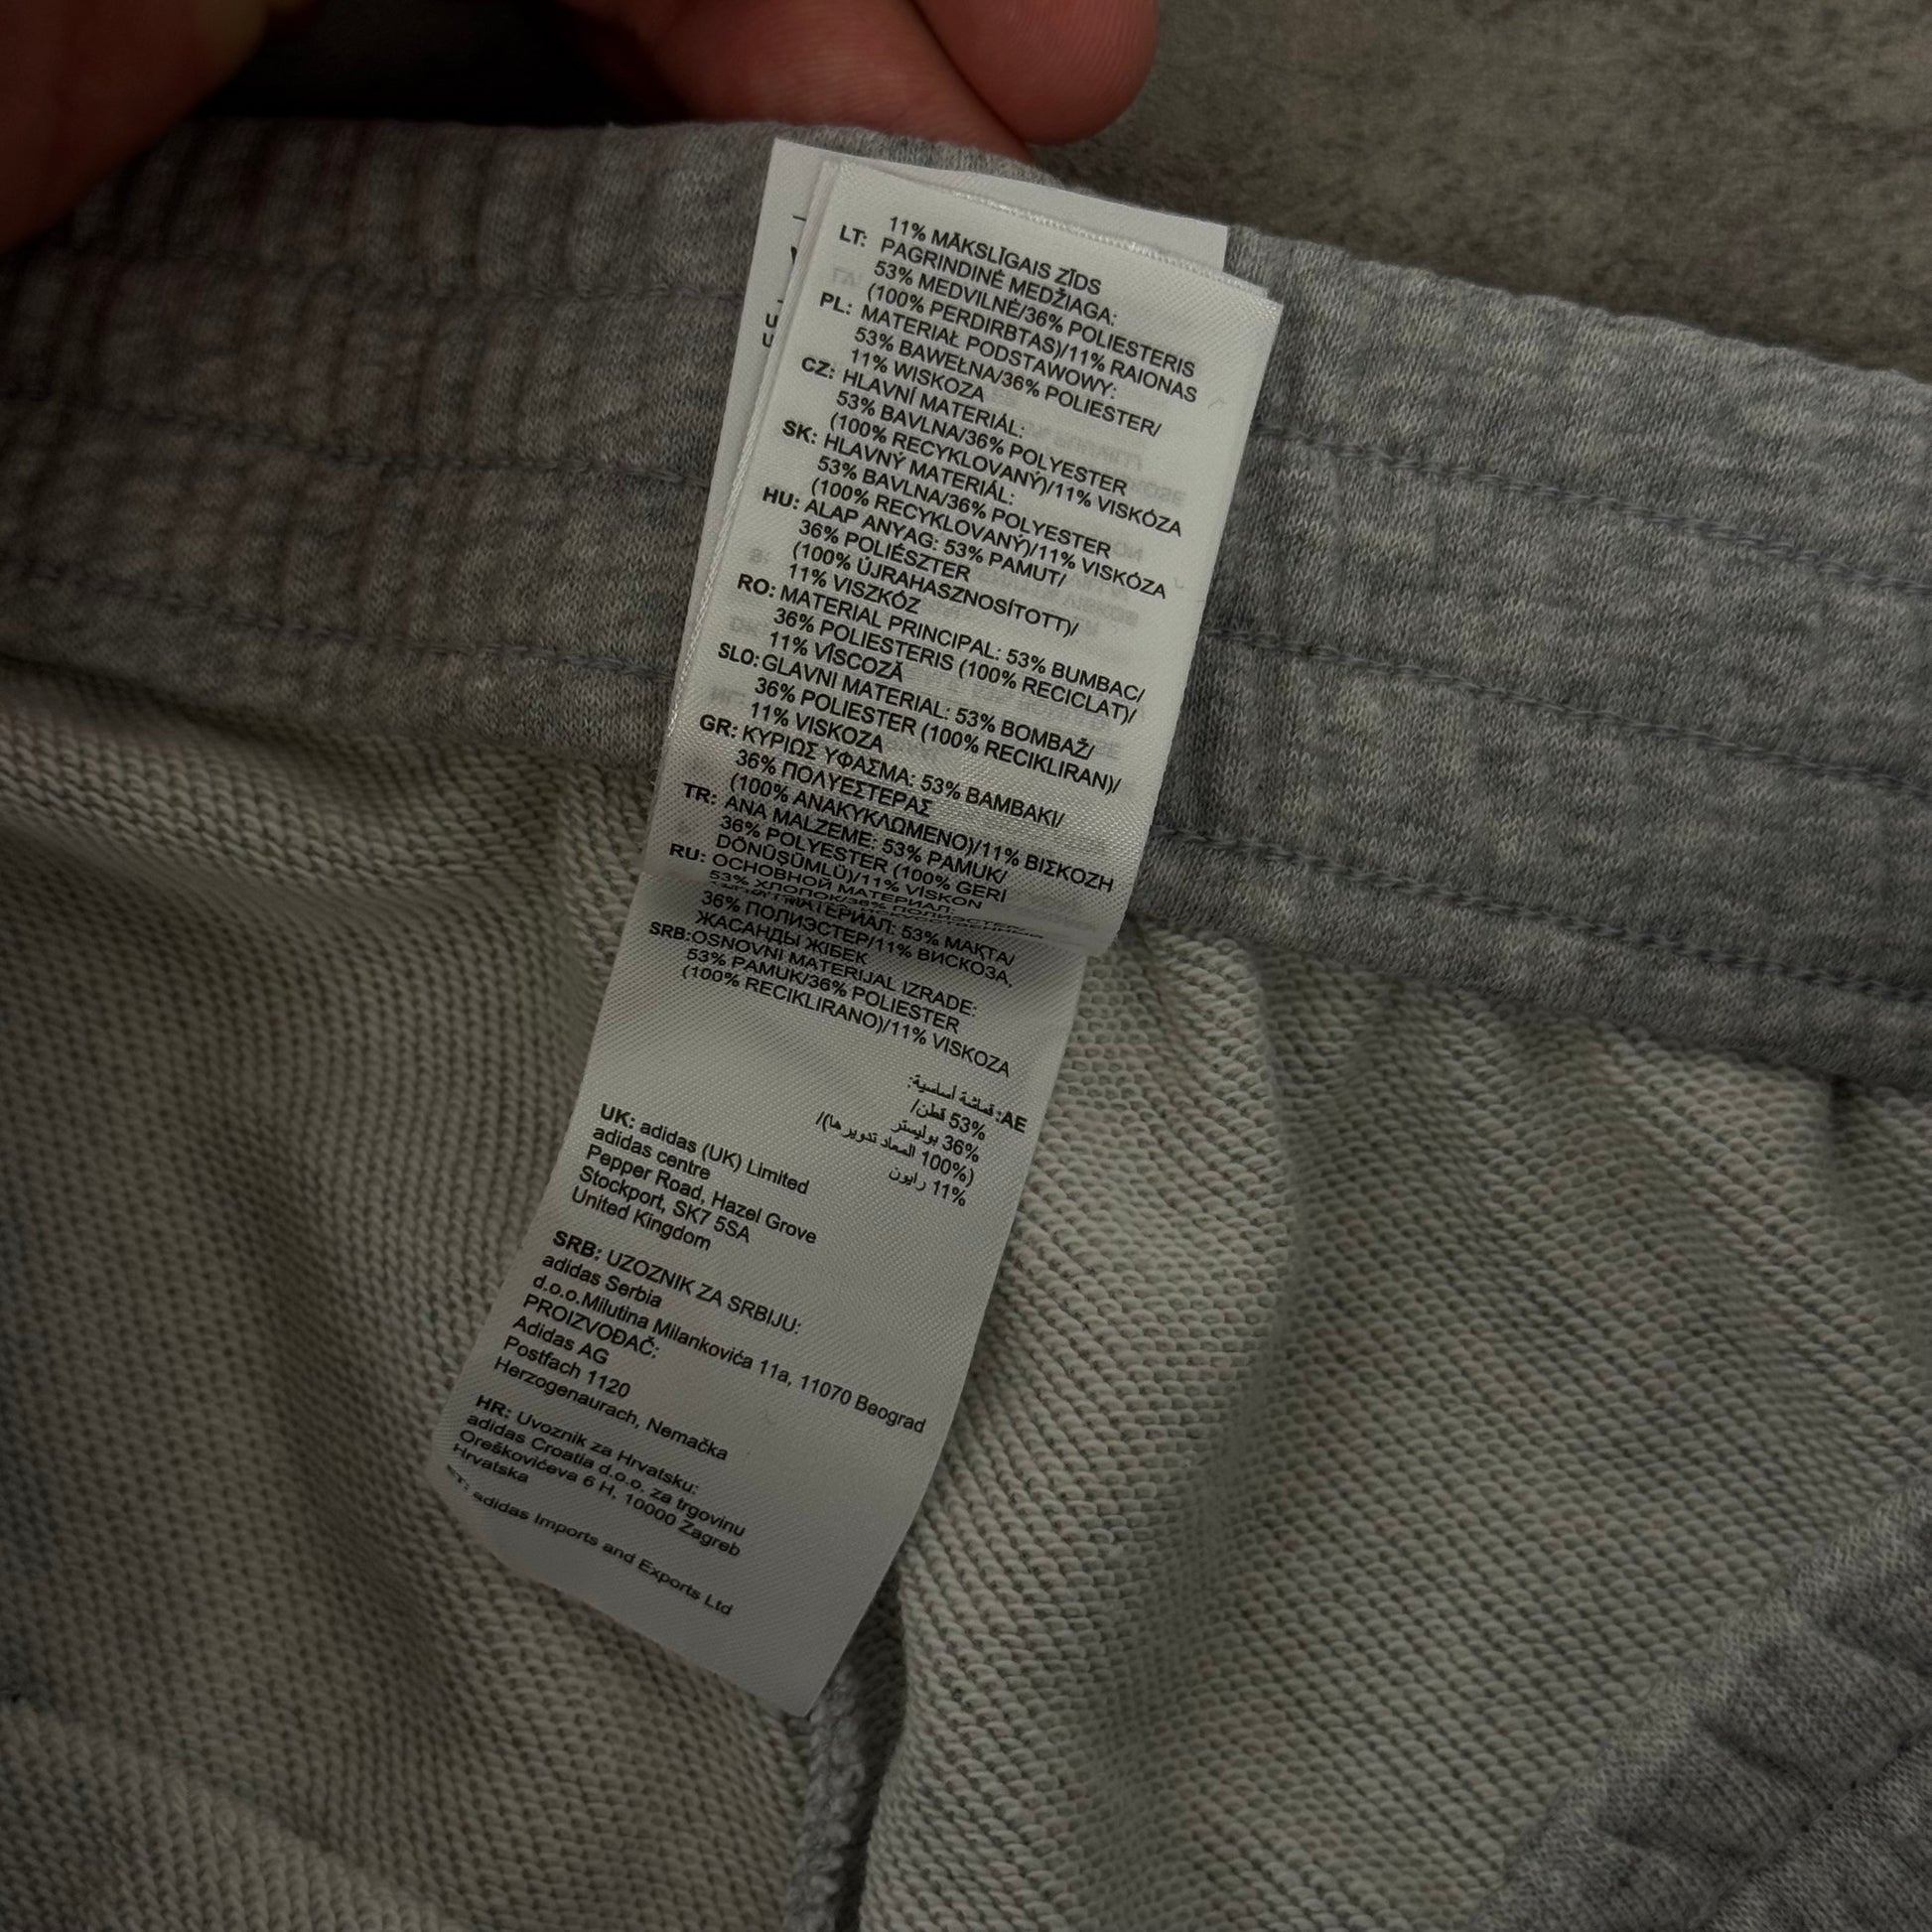 11% MĀKSLĪGAIS ZĪDS
LT: PAGRINDINĖ MEDŽIAGA:
53% MEDVILNĖ/36% POLIESTERIS
(100% PERDIRBTAS)/11% RAIONAS
PL: MATERIAŁ PODSTAWOWY:
53% BAWEŁNA/36% POLIESTER/
11% WISKOZA
CZ: HLAVNÍ MATERIÁL:
53% BAVLNA/36% POLYESTER
(100% RECYKLOVANÝ)/11% VISKÓZA
SK: HLAVNÝ MATERIÁL:
53% BAVLNA/36% POLYESTER
(100% RECYKLOVANÝ)/11% VISKÓZA
HU: ALAP ANYAG: 53% PAMUT/
36% POLIÉSZTER
(100% ÚJRAHASZNOSÍTOTT)/
11% VISZKÓZ
RO: MATERIAL PRINCIPAL: 53% BUMBAC/
36% POLIESTERIS (100% RECICLAT)/
11% VÎSCOZĂ
SLO: GLAVNI MATERIAL: 53% BOMBAŽ/
36% POLIESTER (100% RECIKLIRAN)/
11% VISKOZA
GR: ΚΥΡΙΩΣ ΥΦΑΣΜΑ: 53% ΒΑΜΒΑΚΙ/
36% ΠΟΛΥΕΣΤΕΡΑΣ
(100% ΑΝΑΚΥΚΛΩΜΕΝΟ)/11% ΒΙΣΚΟΖΗ
TR: ANA MALZEME: 53% PAMUK/
36% POLYESTER (100% GERİ
DÖNÜŞÜMLÜ)/11% VISKON
RU: ОСНОВНОЙ МАТЕРИАЛ:
53% ХЛОПОК/36% ПОЛИЭСТЕР/
МАТЕРИАЛ: 53% МАҚТА/
36% ПОЛИЭСТЕР/11% ВИСКОЗА,
ЖАСАНДЫ ЖІБЕК
SRB:OSNOVNI MATERIJAL IZRADE:
53% PAMUK/36% POLIESTER
(100% RECIKLIRANO)/11% VISKOZA
AE: قماشة أساسية:
53% قطن/
36% بوليستر
(100% المعاد تدويرها)/
11% رايون
UK: adidas (UK) Limited
adidas centre
Pepper Road, Hazel Grove
Stockport, SK7 5SA
United Kingdom
SRB: UZOZNIK ZA SRBIJU:
adidas Serbia
d.o.o.Milutina Milankovića 11a, 11070 Beograd
PROIZVOĐAČ:
Adidas AG
Postfach 1120
Herzogenaurach, Nemačka
HR: Uvoznik za Hrvatsku:
adidas Croatia d.o.o. za trgovinu
Oreškovićeva 6 H, 10000 Zagreb
Hrvatska
adidas Imports and Exports Ltd